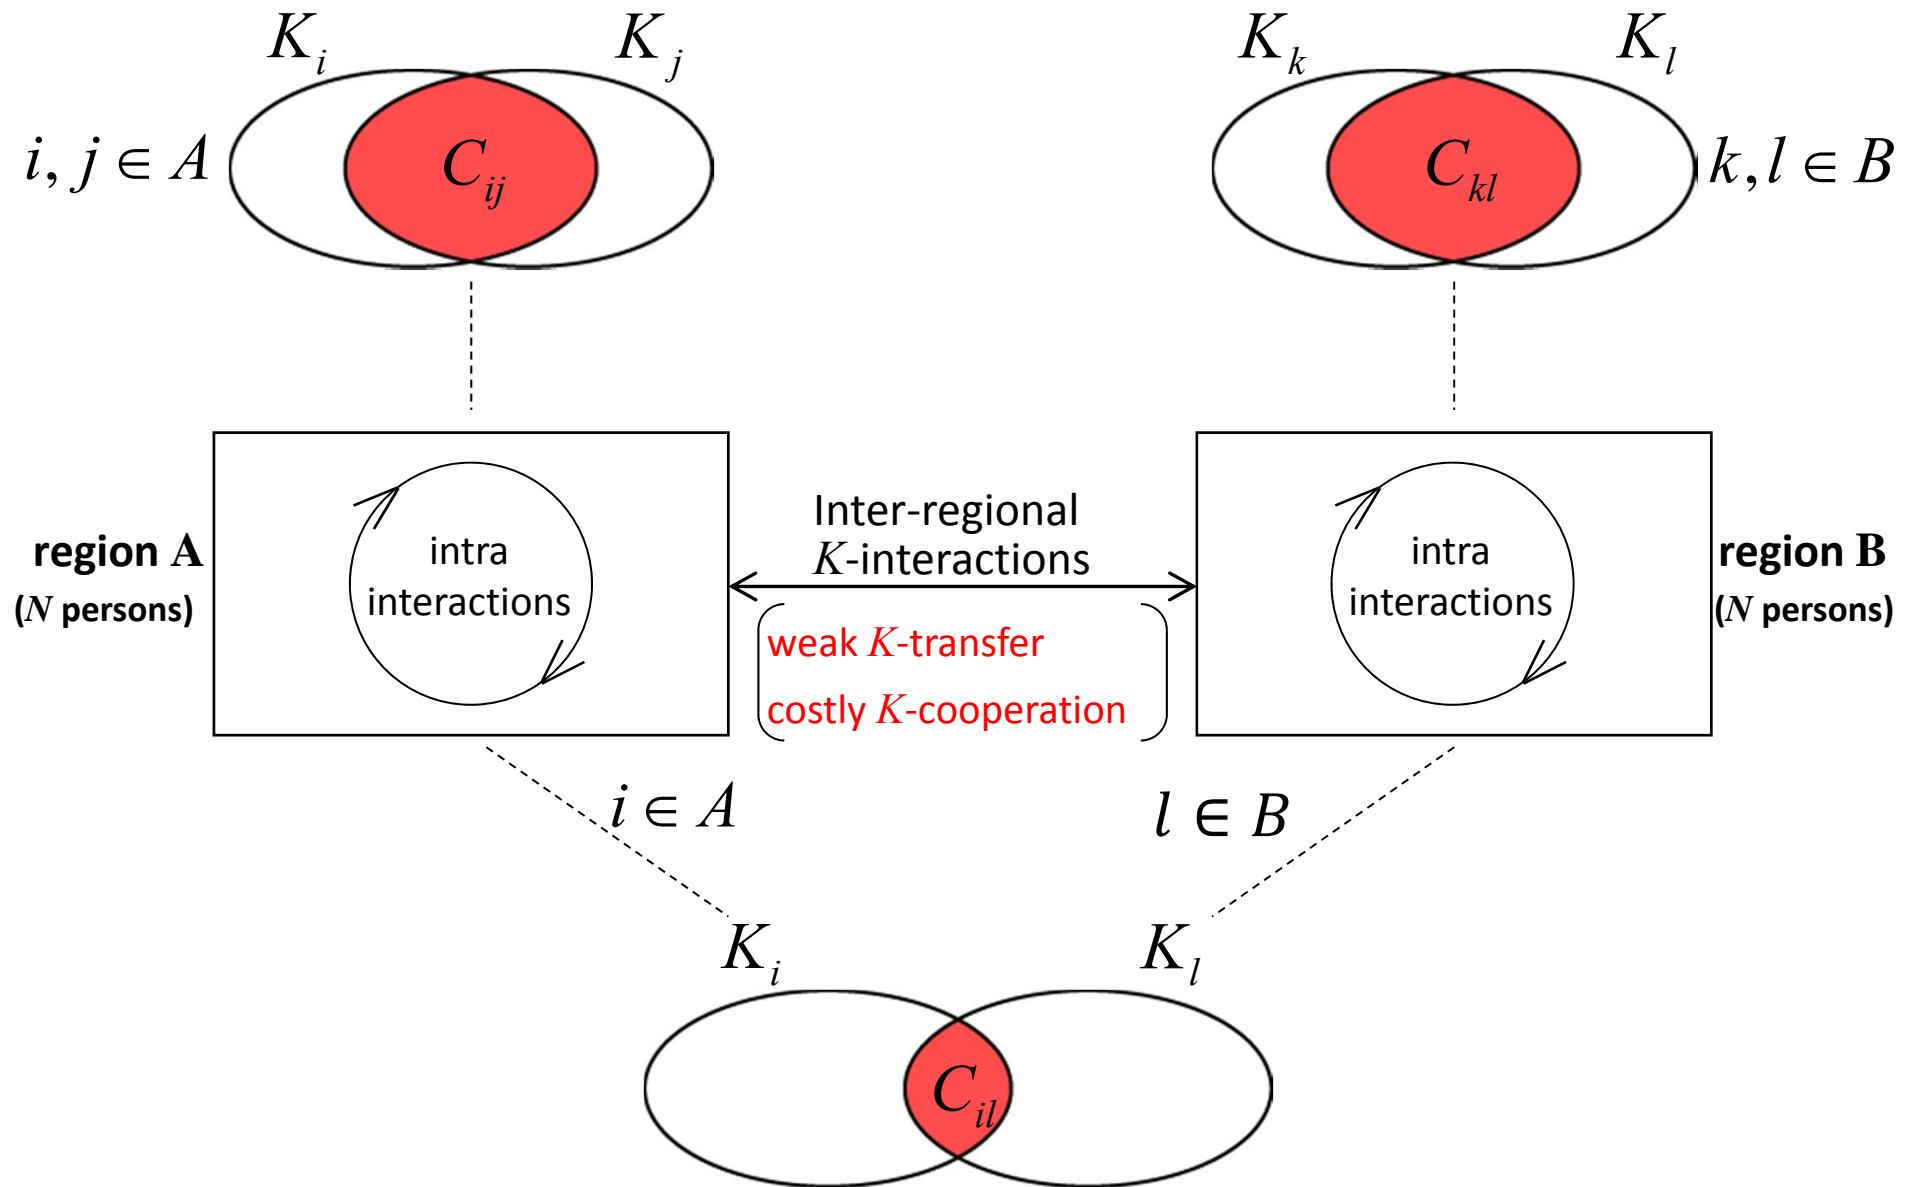 K_i K_j K_k K_l
i, j ∈ A C_ij C_kl k, l ∈ B
region A
(N persons)
intra
interactions
Inter-regional
K-interactions
weak K-transfer
costly K-cooperation
intra
interactions
region B
(N persons)
i ∈ A l ∈ B
K_i K_l
C_il